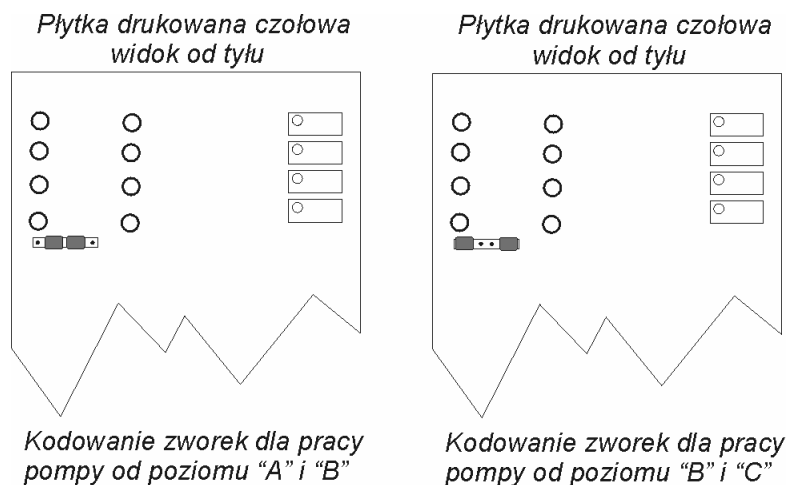 Płytka drukowana czołowa
widok od tyłu
Płytka drukowana czołowa
widok od tyłu
Kodowanie zworek dla pracy
pompy od poziomu “A” i “B”
Kodowanie zworek dla pracy
pompy od poziomu “B” i “C”